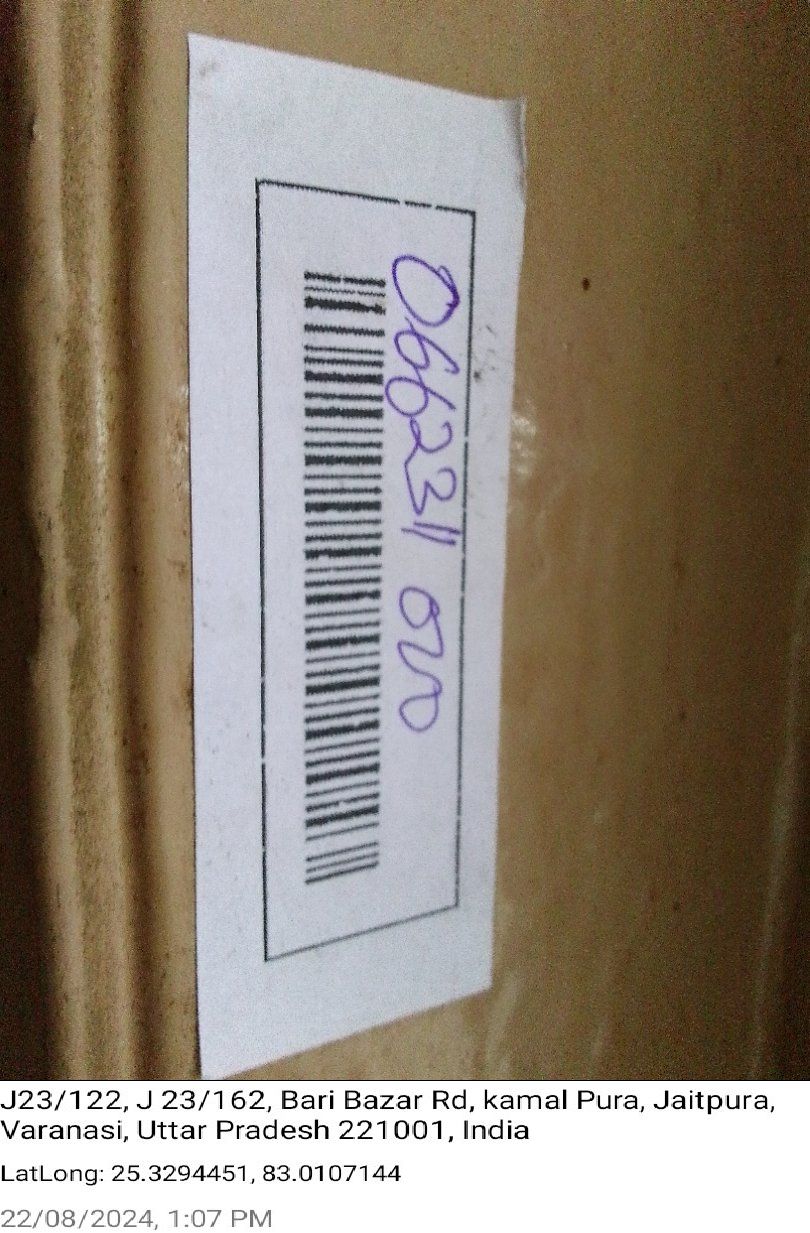 0662311
J23/122, J 23/162, Bari Bazar Rd, kamal Pura, Jaitpura,
Varanasi, Uttar Pradesh 221001, India
LatLong: 25.3294451, 83.0107144
22/08/2024, 1:07 PM